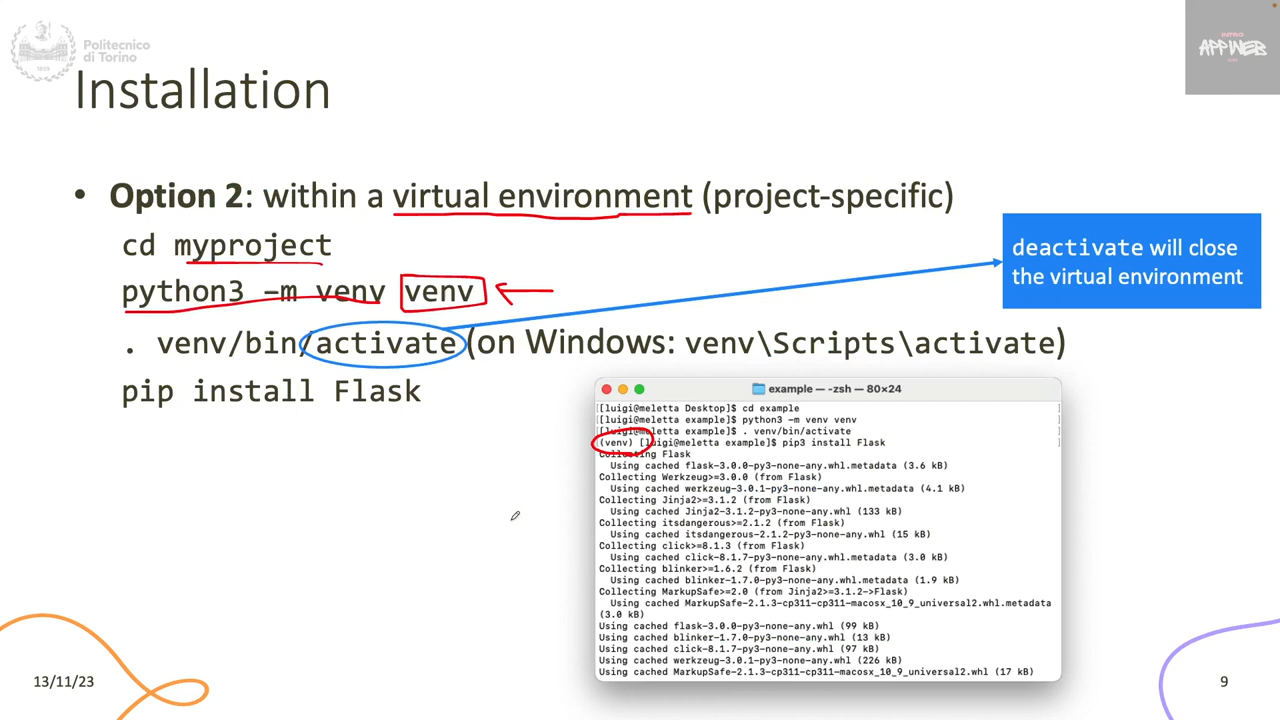 Politecnico
di Torino
INTRO
APPWEB
Installation
• Option 2: within a virtual environment (project-specific)
cd myproject
python3 –m venv venv
. venv/bin/activate (on Windows: venv\Scripts\activate)
pip install Flask
deactivate will close
the virtual environment
example — -zsh — 80×24
[luigi@meletta Desktop]$ cd example
[luigi@meletta example]$ python3 -m venv venv
[luigi@meletta example]$ . venv/bin/activate
(venv) [luigi@meletta example]$ pip3 install Flask
Collecting Flask
Using cached flask-3.0.0-py3-none-any.whl.metadata (3.6 kB)
Collecting Werkzeug>=3.0.0 (from Flask)
Using cached werkzeug-3.0.1-py3-none-any.whl.metadata (4.1 kB)
Collecting Jinja2>=3.1.2 (from Flask)
Using cached Jinja2-3.1.2-py3-none-any.whl (133 kB)
Collecting itsdangerous>=2.1.2 (from Flask)
Using cached itsdangerous-2.1.2-py3-none-any.whl (15 kB)
Collecting click>=8.1.3 (from Flask)
Using cached click-8.1.7-py3-none-any.whl.metadata (3.0 kB)
Collecting blinker>=1.6.2 (from Flask)
Using cached blinker-1.7.0-py3-none-any.whl.metadata (1.9 kB)
Collecting MarkupSafe>=2.0 (from Jinja2>=3.1.2->Flask)
Using cached MarkupSafe-2.1.3-cp311-cp311-macosx_10_9_universal2.whl.metadata
(3.0 kB)
Using cached flask-3.0.0-py3-none-any.whl (99 kB)
Using cached blinker-1.7.0-py3-none-any.whl (13 kB)
Using cached click-8.1.7-py3-none-any.whl (97 kB)
Using cached werkzeug-3.0.1-py3-none-any.whl (226 kB)
Using cached MarkupSafe-2.1.3-cp311-cp311-macosx_10_9_universal2.whl (17 kB)
13/11/23
9